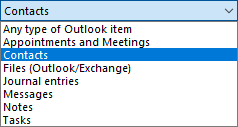 Contacts
Any type of Outlook item
Appointments and Meetings
Contacts
Files (Outlook/Exchange)
Journal entries
Messages
Notes
Tasks